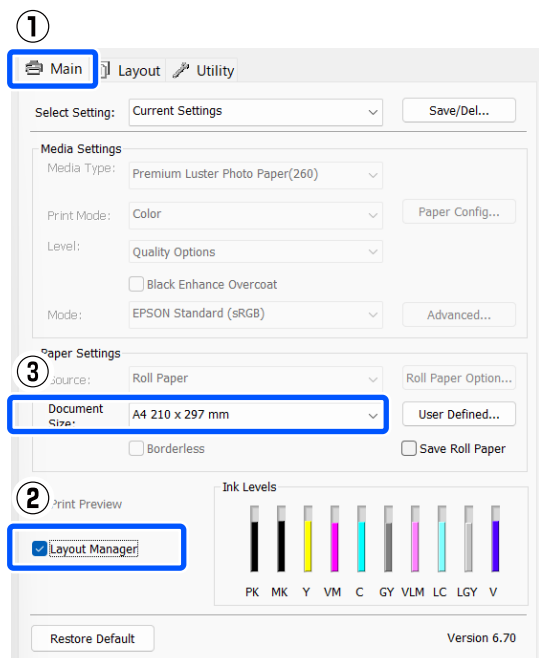 ①
Main Layout Utility
Select Setting: Current Settings Save/Del...
Media Settings
Media Type: Premium Luster Photo Paper(260)
Print Mode: Color Paper Config...
Level: Quality Options
Black Enhance Overcoat
Mode: EPSON Standard (sRGB) Advanced...
Paper Settings
③
Source: Roll Paper Roll Paper Option...
Document
Size: A4 210 x 297 mm User Defined...
Borderless Save Roll Paper
②
Print Preview
Ink Levels
Layout Manager
PK MK Y VM C GY VLM LC LGY V
Restore Default Version 6.70